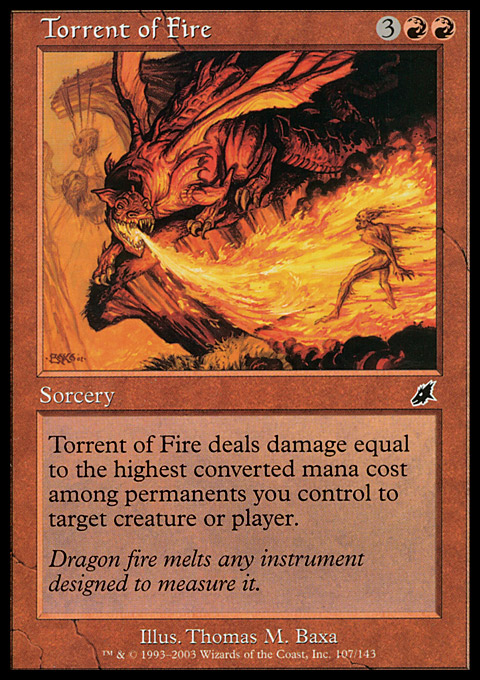 Torrent of Fire 3
Sorcery
Torrent of Fire deals damage equal
to the highest converted mana cost
among permanents you control to
target creature or player.
Dragon fire melts any instrument
designed to measure it.
Illus. Thomas M. Baxa
™ & © 1993–2003 Wizards of the Coast, Inc. 107/143